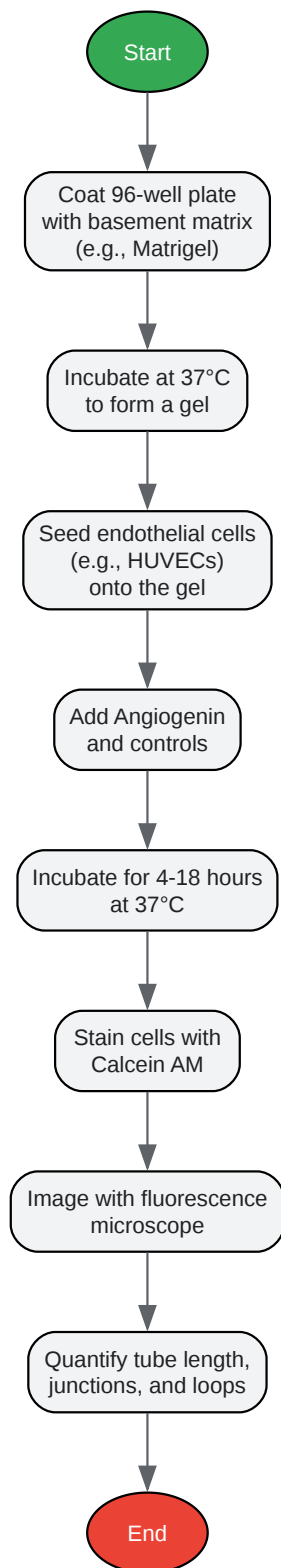 Start
Coat 96-well plate
with basement matrix
(e.g., Matrigel)
Incubate at 37°C
to form a gel
Seed endothelial cells
(e.g., HUVECs)
onto the gel
Add Angiogenin
and controls
Incubate for 4-18 hours
at 37°C
Stain cells with
Calcein AM
Image with fluorescence
microscope
Quantify tube length,
junctions, and loops
End